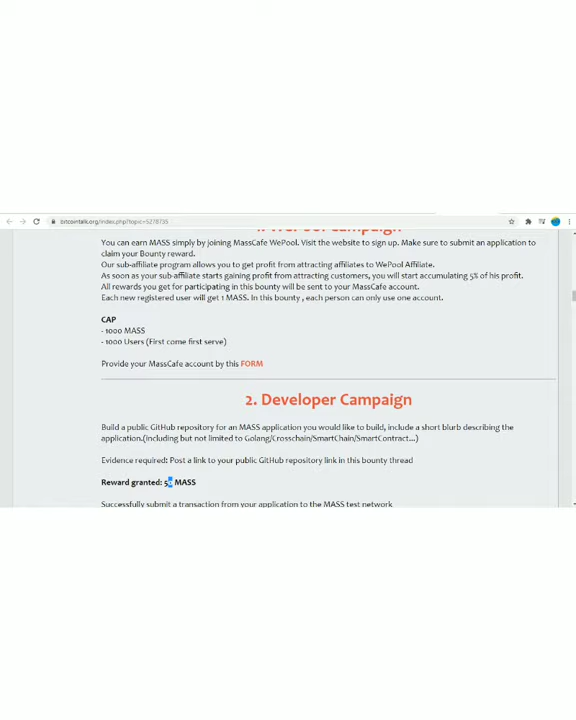 bitcointalk.org/index.php?topic=5278735
1. WePool Campaign
You can earn MASS simply by joining MassCafe WePool. Visit the website to sign up. Make sure to submit an application to
claim your Bounty reward.
Our sub-affiliate program allows you to get profit from attracting affiliates to WePool Affiliate.
As soon as your sub-affiliate starts gaining profit from attracting customers, you will start accumulating 5% of his profit.
All rewards you get for participating in this bounty will be sent to your MassCafe account.
Each new registered user will get 1 MASS. In this bounty , each person can only use one account.
CAP
- 1000 MASS
- 1000 Users (First come first serve)
Provide your MassCafe account by this FORM
2. Developer Campaign
Build a public GitHub repository for an MASS application you would like to build, include a short blurb describing the
application.(including but not limited to Golang/Crosschain/SmartChain/SmartContract...)
Evidence required: Post a link to your public GitHub repository link in this bounty thread
Reward granted: 50 MASS
Successfully submit a transaction from your application to the MASS test network